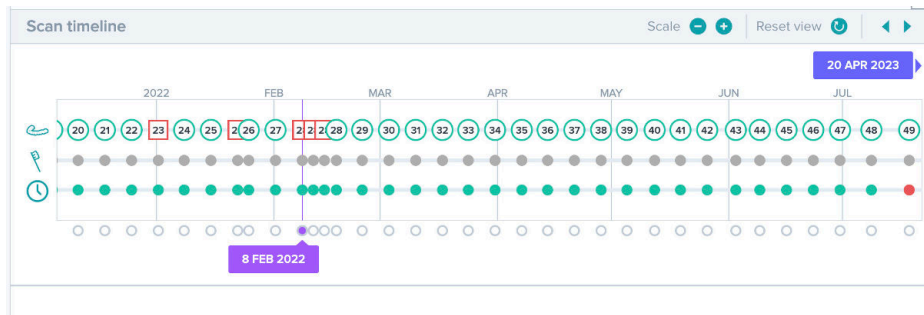 Scan timeline Scale Reset view
20 APR 2023
2022 FEB MAR APR MAY JUN JUL
20 21 22 23 24 25 26 27 28 29 30 31 32 33 34 35 36 37 38 39 40 41 42 43 44 45 46 47 48 49
8 FEB 2022